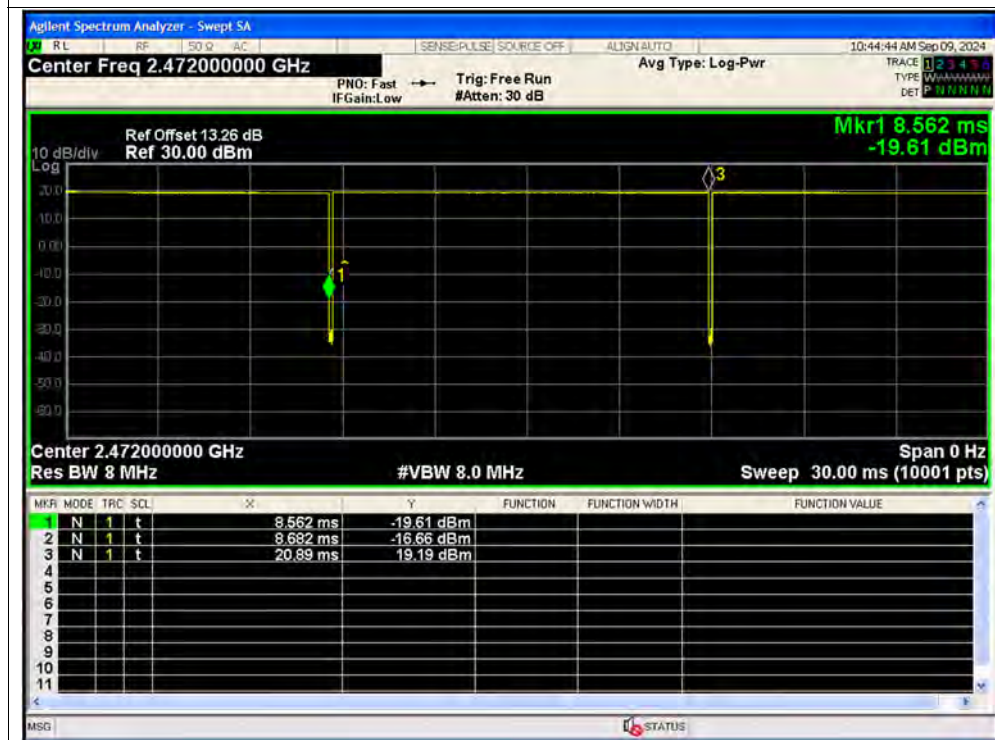 Agilent Spectrum Analyzer - Swept SA
RL RF 50 Ω AC SENSE:PULSE SOURCE OFF ALIGN AUTO 10:44:44 AM Sep 09, 2024
Center Freq 2.472000000 GHz
PNO: Fast
IFGain:Low
Trig: Free Run
#Atten: 30 dB
Avg Type: Log-Pwr
TRACE 1 2 3 4 5 6
TYPE
DET P N N N N N
Mkr1 8.562 ms
-19.61 dBm
Ref Offset 13.26 dB
10 dB/div Ref 30.00 dBm
Log
20.0
10.0
0.00
-10.0
-20.0
-30.0
-40.0
-50.0
-60.0
3
1
Center 2.472000000 GHz Span 0 Hz
Res BW 8 MHz #VBW 8.0 MHz Sweep 30.00 ms (10001 pts)
MKR MODE TRC SCL X Y FUNCTION FUNCTION WIDTH FUNCTION VALUE
1 N 1 t 8.562 ms -19.61 dBm
2 N 1 t 8.682 ms -16.66 dBm
3 N 1 t 20.89 ms 19.19 dBm
4
5
6
7
8
9
10
11
MSG STATUS